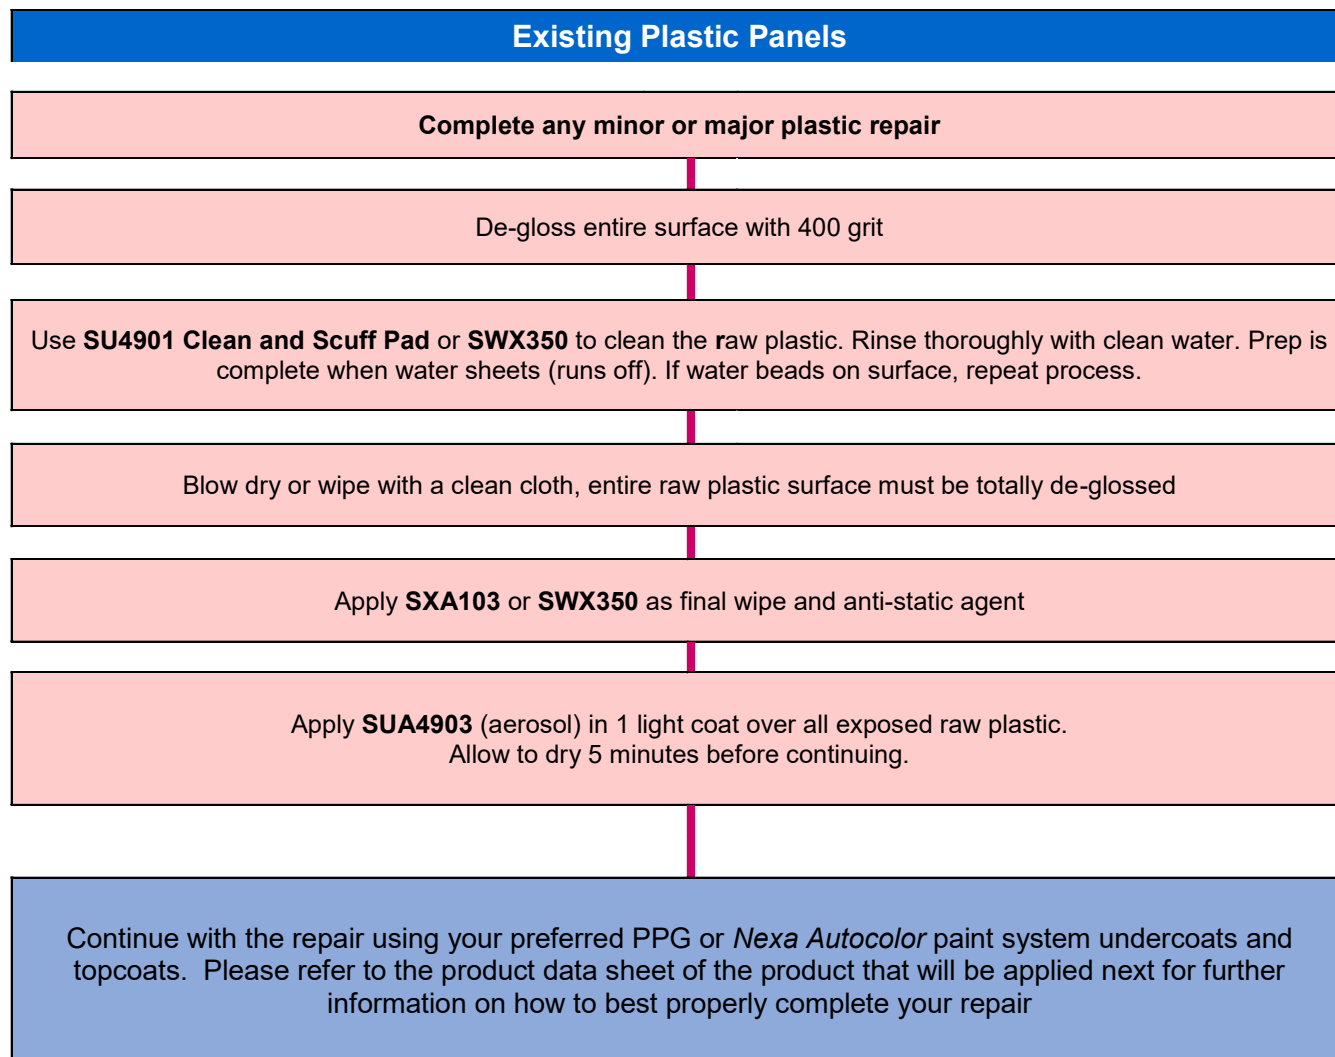 Existing Plastic Panels
Complete any minor or major plastic repair
De-gloss entire surface with 400 grit
Use SU4901 Clean and Scuff Pad or SWX350 to clean the raw plastic. Rinse thoroughly with clean water. Prep is
complete when water sheets (runs off). If water beads on surface, repeat process.
Blow dry or wipe with a clean cloth, entire raw plastic surface must be totally de-glossed
Apply SXA103 or SWX350 as final wipe and anti-static agent
Apply SUA4903 (aerosol) in 1 light coat over all exposed raw plastic.
Allow to dry 5 minutes before continuing.
Continue with the repair using your preferred PPG or Nexa Autocolor paint system undercoats and
topcoats.  Please refer to the product data sheet of the product that will be applied next for further
information on how to best properly complete your repair